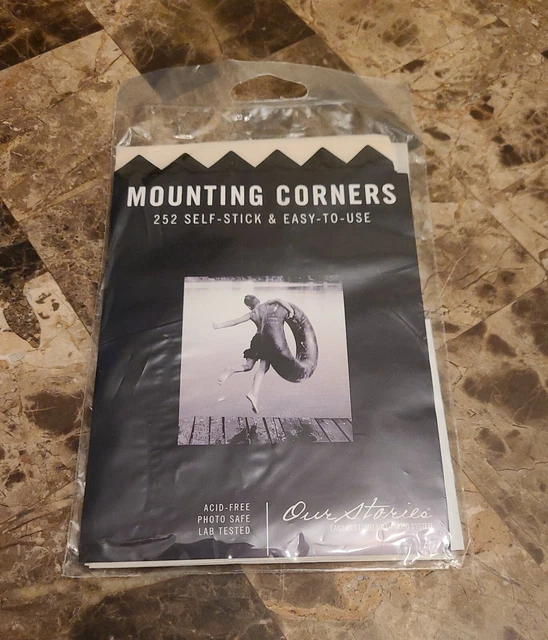 MOUNTING CORNERS
252 SELF-STICK & EASY-TO-USE
ACID-FREE
PHOTO SAFE
LAB TESTED
Our Stories